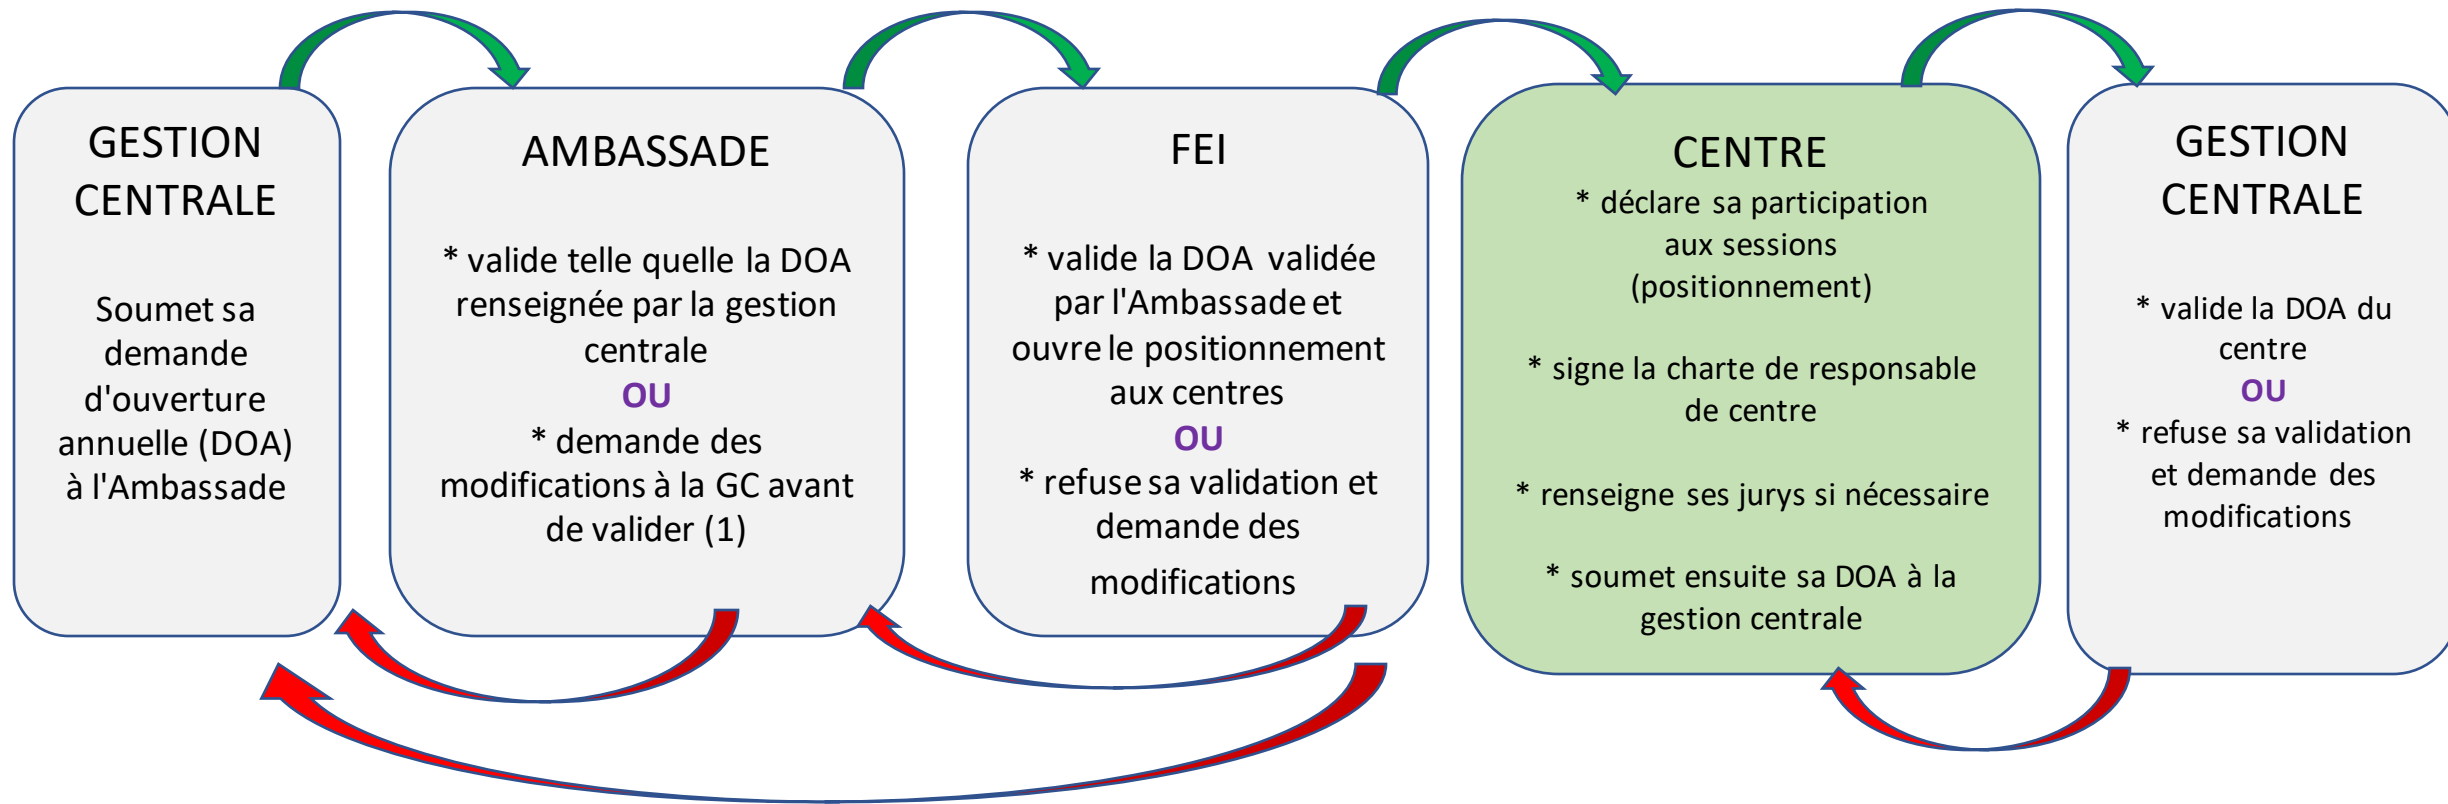 GESTION
CENTRALE
Soumet sa
demande
d'ouverture
annuelle (DOA)
à l'Ambassade
AMBASSADE
* valide telle quelle la DOA
renseignée par la gestion
centrale
OU
* demande des
modifications à la GC avant
de valider (1)
FEI
* valide la DOA validée
par l'Ambassade et
ouvre le positionnement
aux centres
OU
* refuse sa validation et
demande des
modifications
CENTRE
* déclare sa participation
aux sessions
(positionnement)
* signe la charte de responsable
de centre
* renseigne ses jurys si nécessaire
* soumet ensuite sa DOA à la
gestion centrale
GESTION
CENTRALE
* valide la DOA du
centre
OU
* refuse sa validation
et demande des
modifications